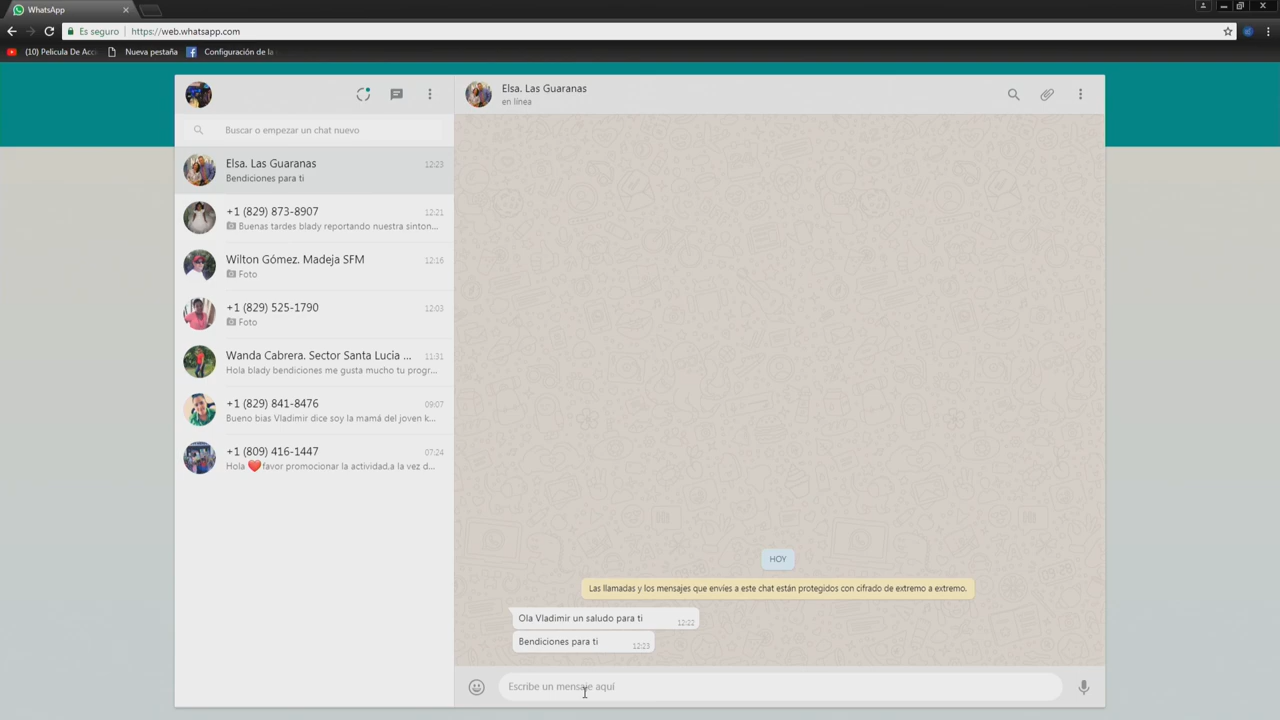 WhatsApp
Es seguro https://web.whatsapp.com
(10) Pelicula De Acc
Nueva pestaña
Configuración de la
Elsa. Las Guaranas
en línea
Buscar o empezar un chat nuevo
Elsa. Las Guaranas 12:23
Bendiciones para ti
+1 (829) 873-8907 12:21
Buenas tardes blady reportando nuestra sinton...
Wilton Gómez. Madeja SFM 12:16
Foto
+1 (829) 525-1790 12:03
Foto
Wanda Cabrera. Sector Santa Lucia ... 11:31
Hola blady bendiciones me gusta mucho tu progr...
+1 (829) 841-8476 09:07
Bueno bias Vladimir dice soy la mamá del joven k...
+1 (809) 416-1447 07:24
Hola ❤️favor promocionar la actividad,a la vez d...
HOY
Las llamadas y los mensajes que envíes a este chat están protegidos con cifrado de extremo a extremo.
Ola Vladimir un saludo para ti 12:22
Bendiciones para ti 12:23
Escribe un mensaje aquí